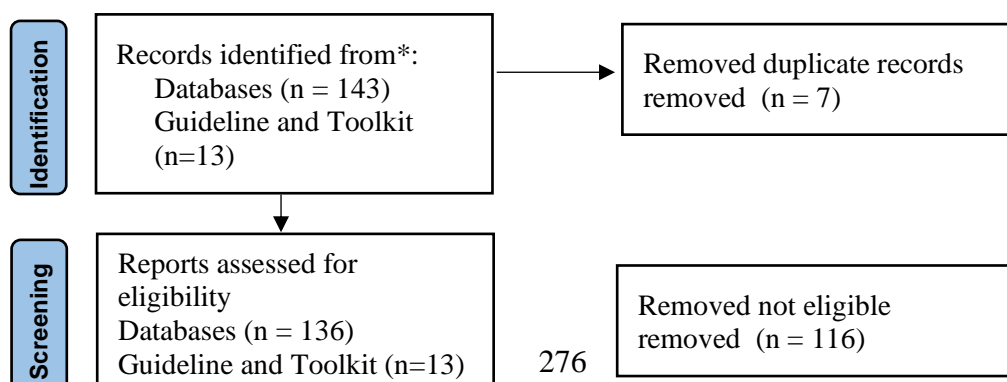 Identification
Records identified from*:
Databases (n = 143)
Guideline and Toolkit
(n=13)
Removed duplicate records
removed (n = 7)
Screening
Reports assessed for
eligibility
Databases (n = 136)
Guideline and Toolkit (n=13)
276
Removed not eligible
removed (n = 116)